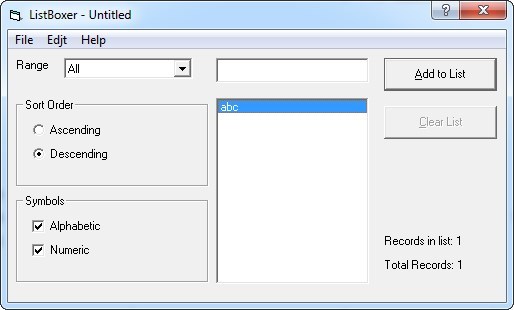 ListBoxer - Untitled
File Edjt Help
Range All Add to List
abc
Sort Order
Ascending
Descending
Clear List
Symbols
Alphabetic
Numeric
Records in list: 1
Total Records: 1